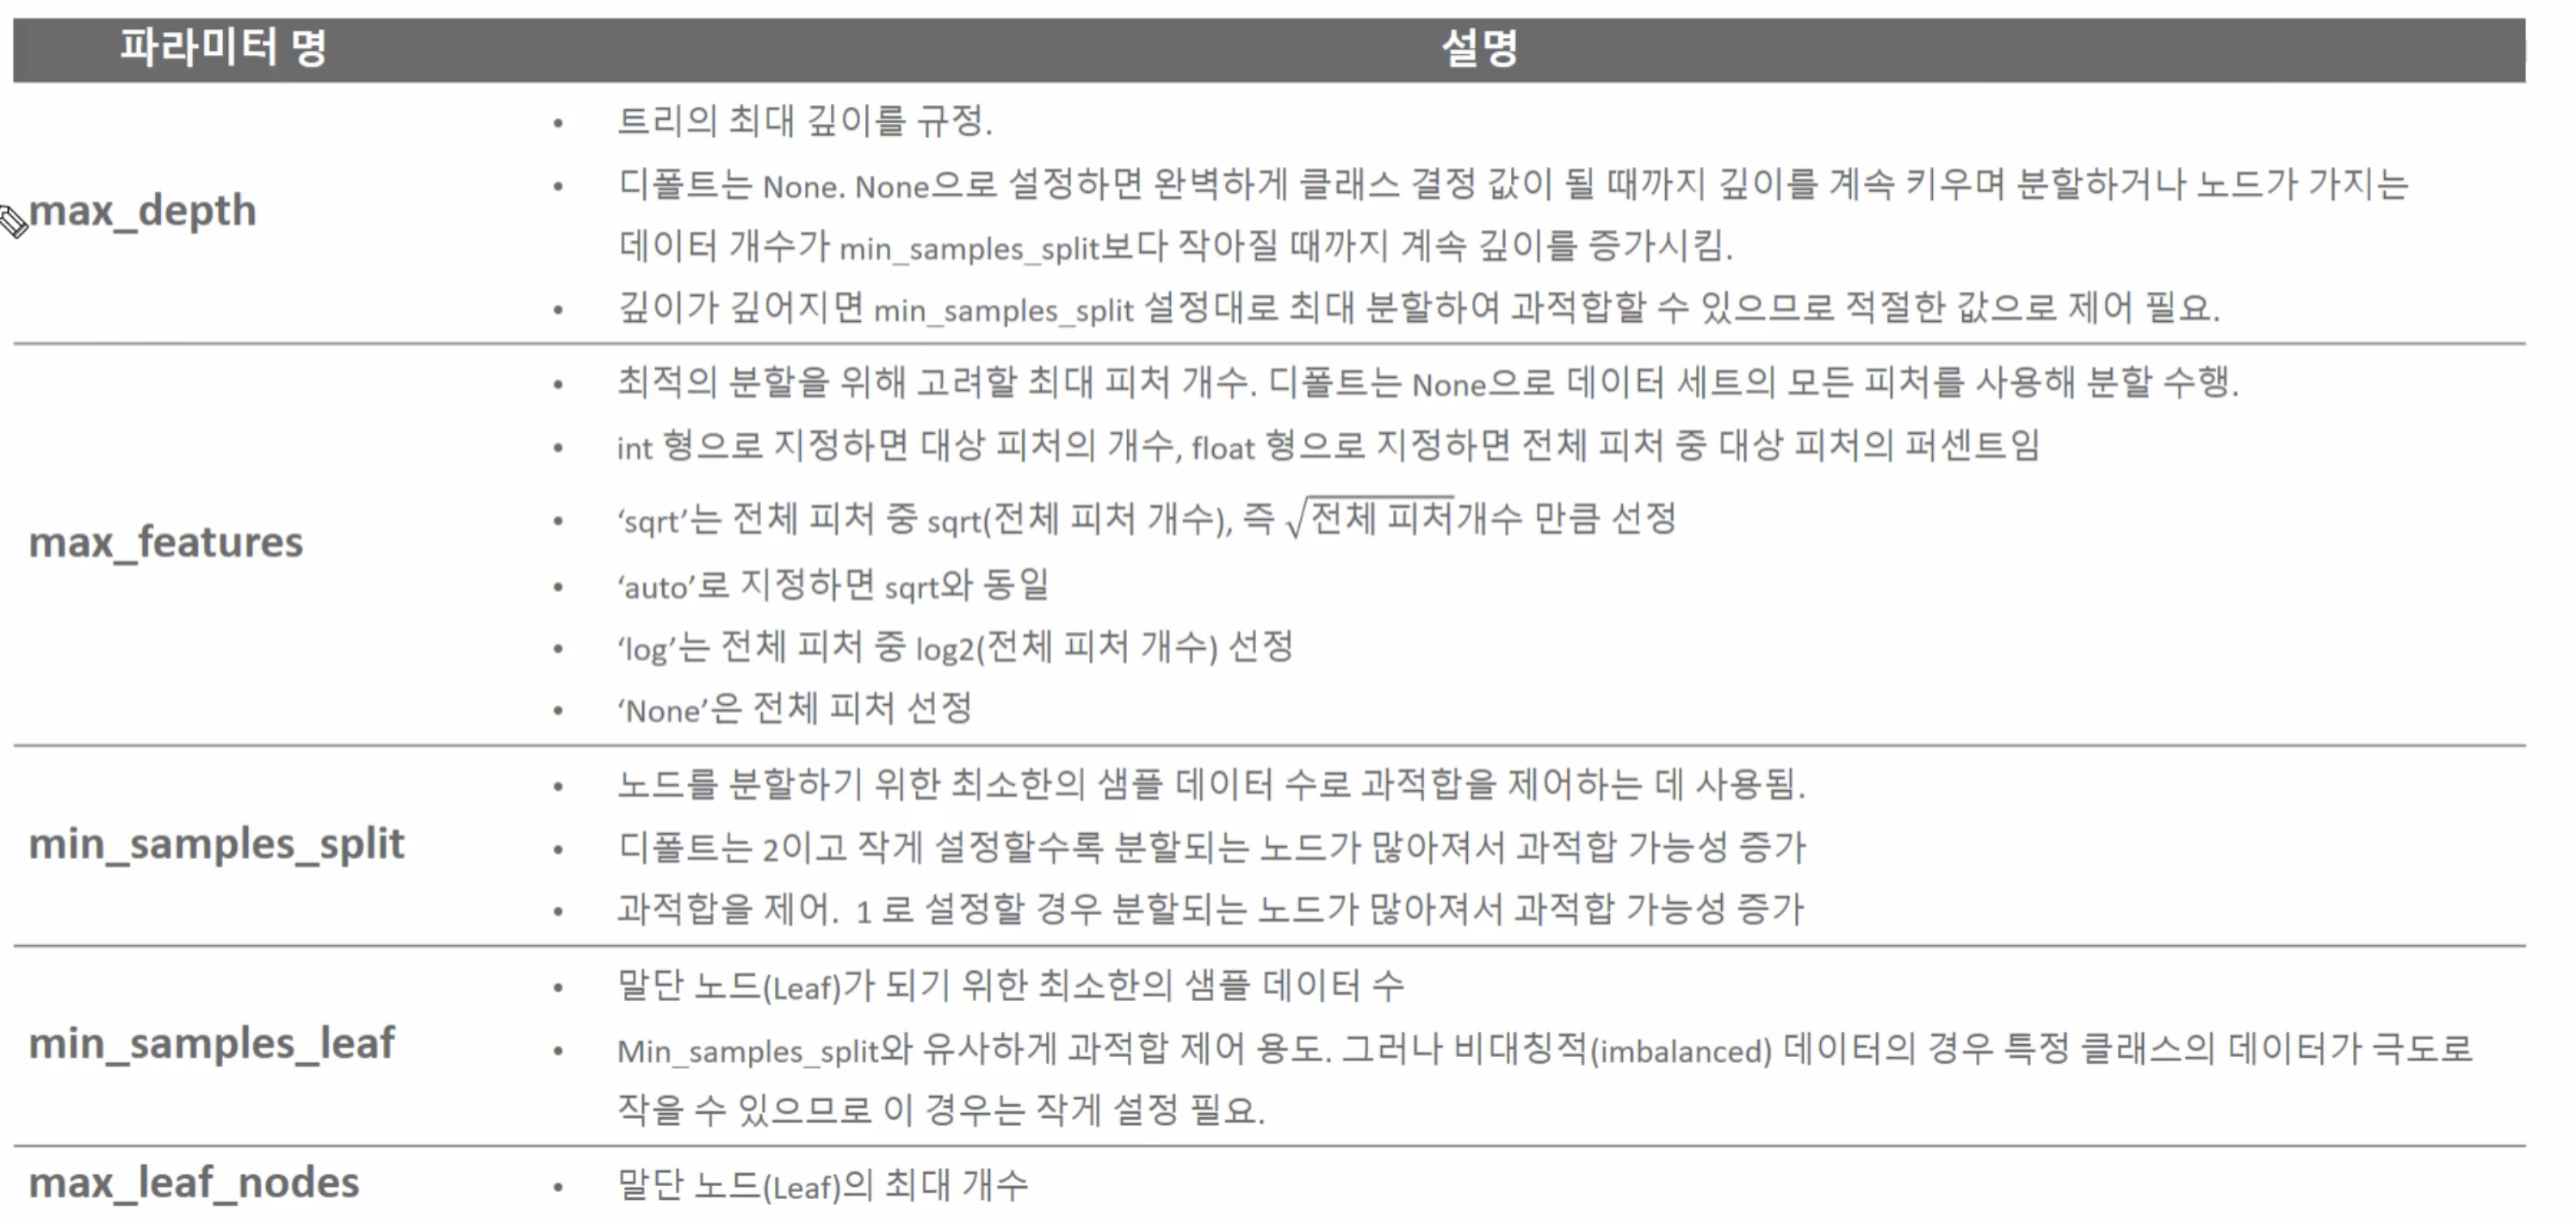 파라미터 명 설명
max_depth
• 트리의 최대 깊이를 규정.
• 디폴트는 None. None으로 설정하면 완벽하게 클래스 결정 값이 될 때까지 깊이를 계속 키우며 분할하거나 노드가 가지는
데이터 개수가 min_samples_split보다 작아질 때까지 계속 깊이를 증가시킴.
• 깊이가 깊어지면 min_samples_split 설정대로 최대 분할하여 과적합할 수 있으므로 적절한 값으로 제어 필요.
max_features
• 최적의 분할을 위해 고려할 최대 피처 개수. 디폴트는 None으로 데이터 세트의 모든 피처를 사용해 분할 수행.
• int 형으로 지정하면 대상 피처의 개수, float 형으로 지정하면 전체 피처 중 대상 피처의 퍼센트임
• ‘sqrt’는 전체 피처 중 sqrt(전체 피처 개수), 즉 √전체 피처개수 만큼 선정
• ‘auto’로 지정하면 sqrt와 동일
• ‘log’는 전체 피처 중 log2(전체 피처 개수) 선정
• ‘None’은 전체 피처 선정
min_samples_split
• 노드를 분할하기 위한 최소한의 샘플 데이터 수로 과적합을 제어하는 데 사용됨.
• 디폴트는 2이고 작게 설정할수록 분할되는 노드가 많아져서 과적합 가능성 증가
• 과적합을 제어. 1 로 설정할 경우 분할되는 노드가 많아져서 과적합 가능성 증가
min_samples_leaf
• 말단 노드(Leaf)가 되기 위한 최소한의 샘플 데이터 수
• Min_samples_split와 유사하게 과적합 제어 용도. 그러나 비대칭적(imbalanced) 데이터의 경우 특정 클래스의 데이터가 극도로
작을 수 있으므로 이 경우는 작게 설정 필요.
max_leaf_nodes
• 말단 노드(Leaf)의 최대 개수